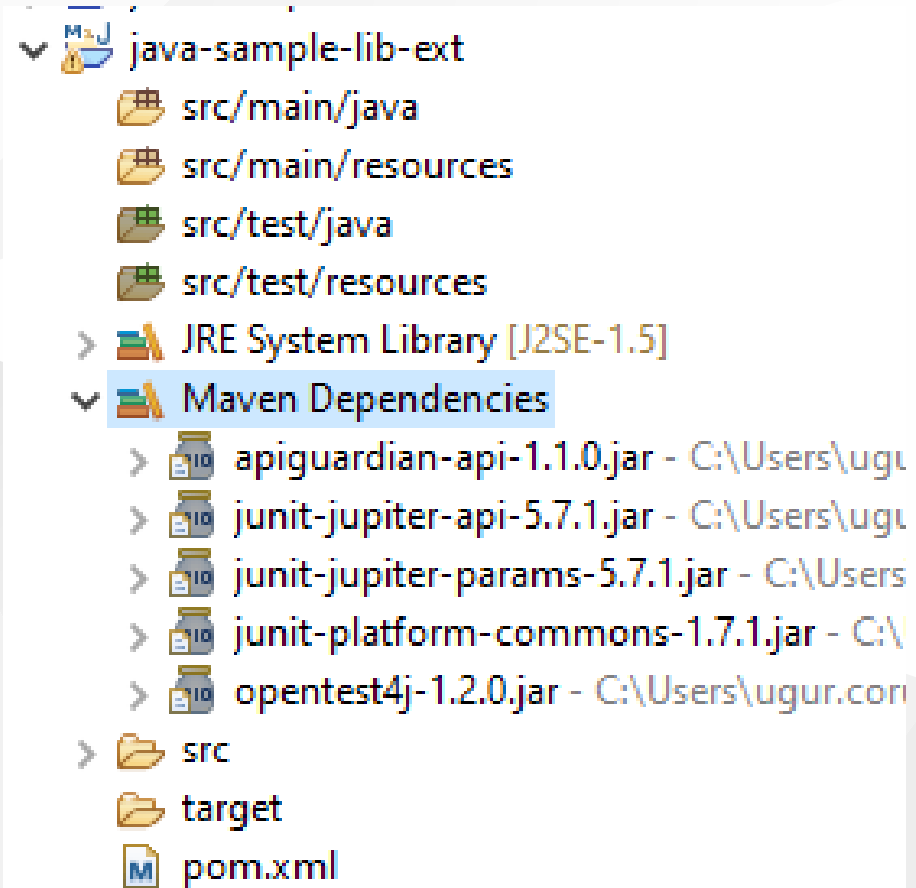 java-sample-lib-ext
src/main/java
src/main/resources
src/test/java
src/test/resources
JRE System Library [J2SE-1.5]
Maven Dependencies
apiguardian-api-1.1.0.jar - C:\Users\ugu
junit-jupiter-api-5.7.1.jar - C:\Users\ugu
junit-jupiter-params-5.7.1.jar - C:\Users
junit-platform-commons-1.7.1.jar - C:\
opentest4j-1.2.0.jar - C:\Users\ugur.coru
src
target
pom.xml